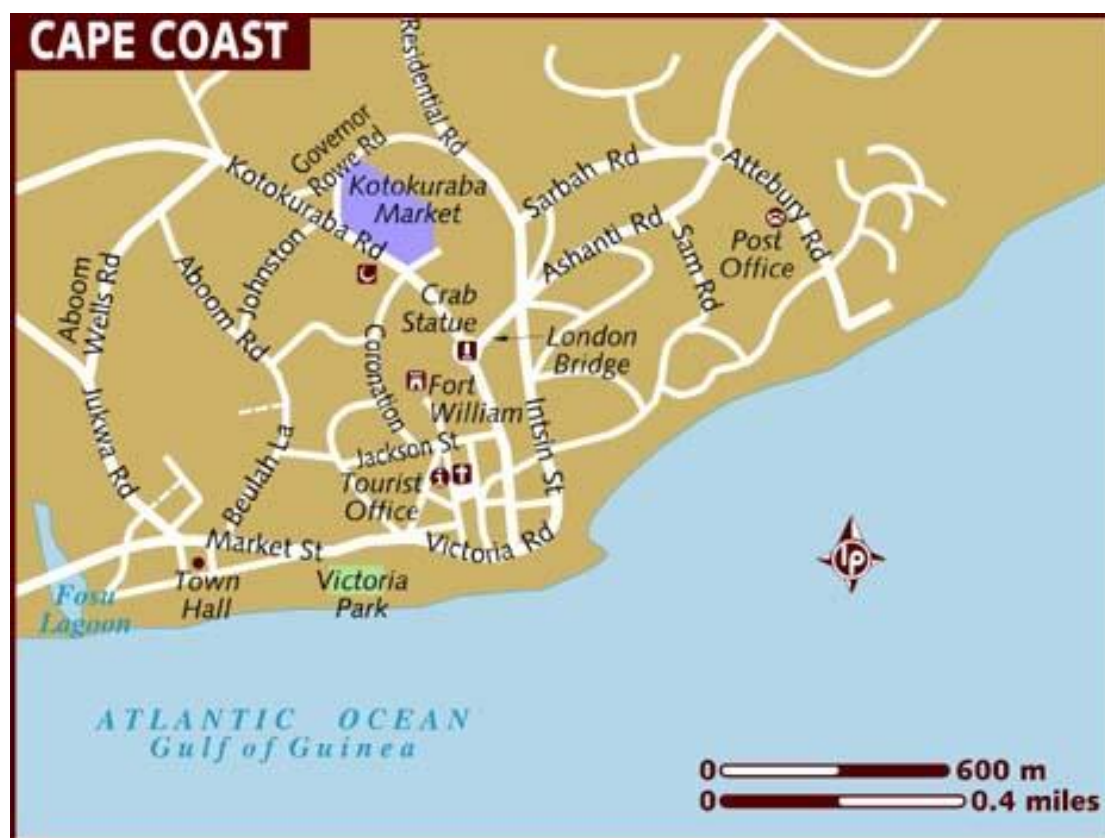 CAPE COAST
Residential Rd
Governor
Rowe Rd
Kotokuraba Rd
Kotokuraba
Market
Sarbah Rd
Attebury Rd
Ashanti Rd
Sam Rd
Post
Office
Johnston
Aboom
Wells Rd
Aboom Rd
Crab
Statue
London
Bridge
Coronation
Fort
William
Jukwa Rd
Beulah La
Jackson St
Intsin St
Tourist
Office
Market St
Victoria Rd
Town
Hall
Victoria
Park
Fosu
Lagoon
lp
ATLANTIC OCEAN
Gulf of Guinea
0 600 m
0 0.4 miles